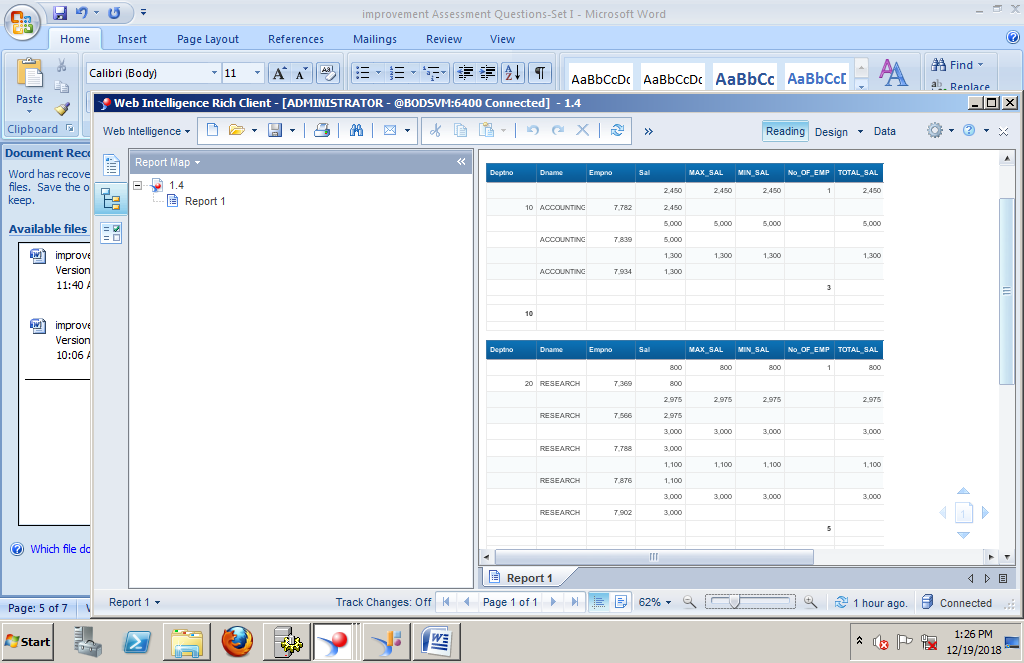 improvement Assessment Questions-Set I - Microsoft Word
Home Insert Page Layout References Mailings Review View
Calibri (Body) 11 AaBbCcDc AaBbCcDc AaBbCc AaBbCcD Find
Paste Replace
Clipboard
Web Intelligence Rich Client - [ADMINISTRATOR - @BODSVM:6400 Connected] - 1.4
Web Intelligence Reading Design Data
Document Reco
Word has recove
files. Save the o
keep.
Available files
improve
Version
11:40 A
improve
Version
10:06 A
Which file do
Report Map
1.4
Report 1
Deptno Dname Empno Sal MAX_SAL MIN_SAL No_OF_EMP TOTAL_SAL
2,450 2,450 2,450 1 2,450
10 ACCOUNTING 7,782 2,450
5,000 5,000 5,000 5,000
ACCOUNTING 7,839 5,000
1,300 1,300 1,300 1,300
ACCOUNTING 7,934 1,300
3
10
Deptno Dname Empno Sal MAX_SAL MIN_SAL No_OF_EMP TOTAL_SAL
800 800 800 1 800
20 RESEARCH 7,369 800
2,975 2,975 2,975 2,975
RESEARCH 7,566 2,975
3,000 3,000 3,000 3,000
RESEARCH 7,788 3,000
1,100 1,100 1,100 1,100
RESEARCH 7,876 1,100
3,000 3,000 3,000 3,000
RESEARCH 7,902 3,000
5
1
Report 1
Report 1 Track Changes: Off Page 1 of 1 62% 1 hour ago. Connected
Page: 5 of 7
Start 1:26 PM
12/19/2018